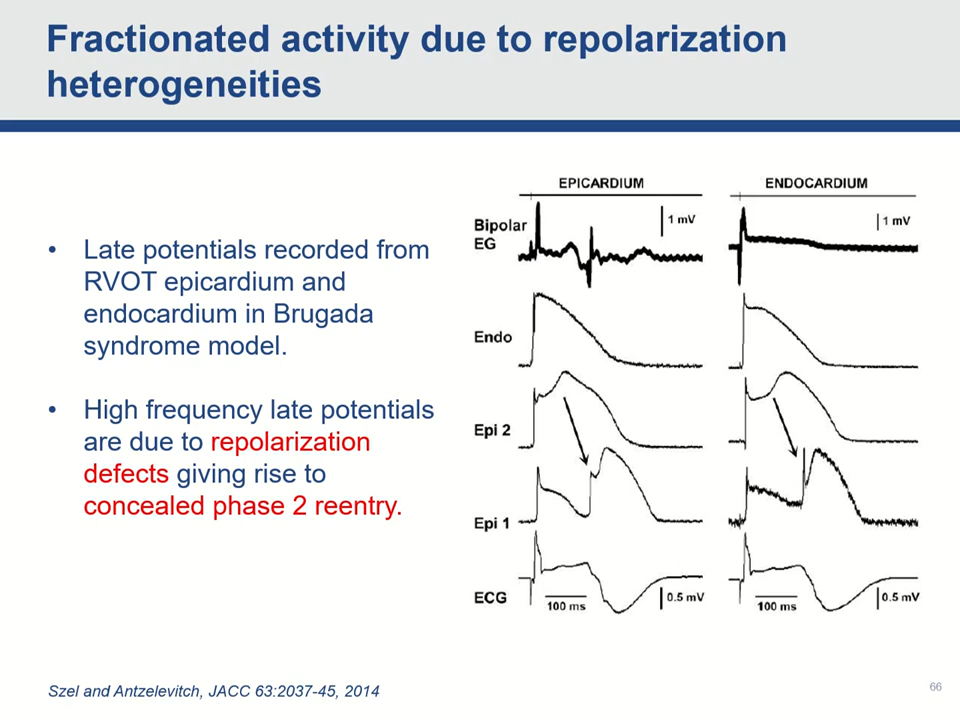 Fractionated activity due to repolarization
heterogeneities
• Late potentials recorded from
RVOT epicardium and
endocardium in Brugada
syndrome model.
• High frequency late potentials
are due to repolarization
defects giving rise to
concealed phase 2 reentry.
EPICARDIUM
ENDOCARDIUM
Bipolar
EG
1 mV
1 mV
Endo
Epi 2
Epi 1
ECG
100 ms
0.5 mV
100 ms
0.5 mV
Szel and Antzelevitch, JACC 63:2037-45, 2014
66